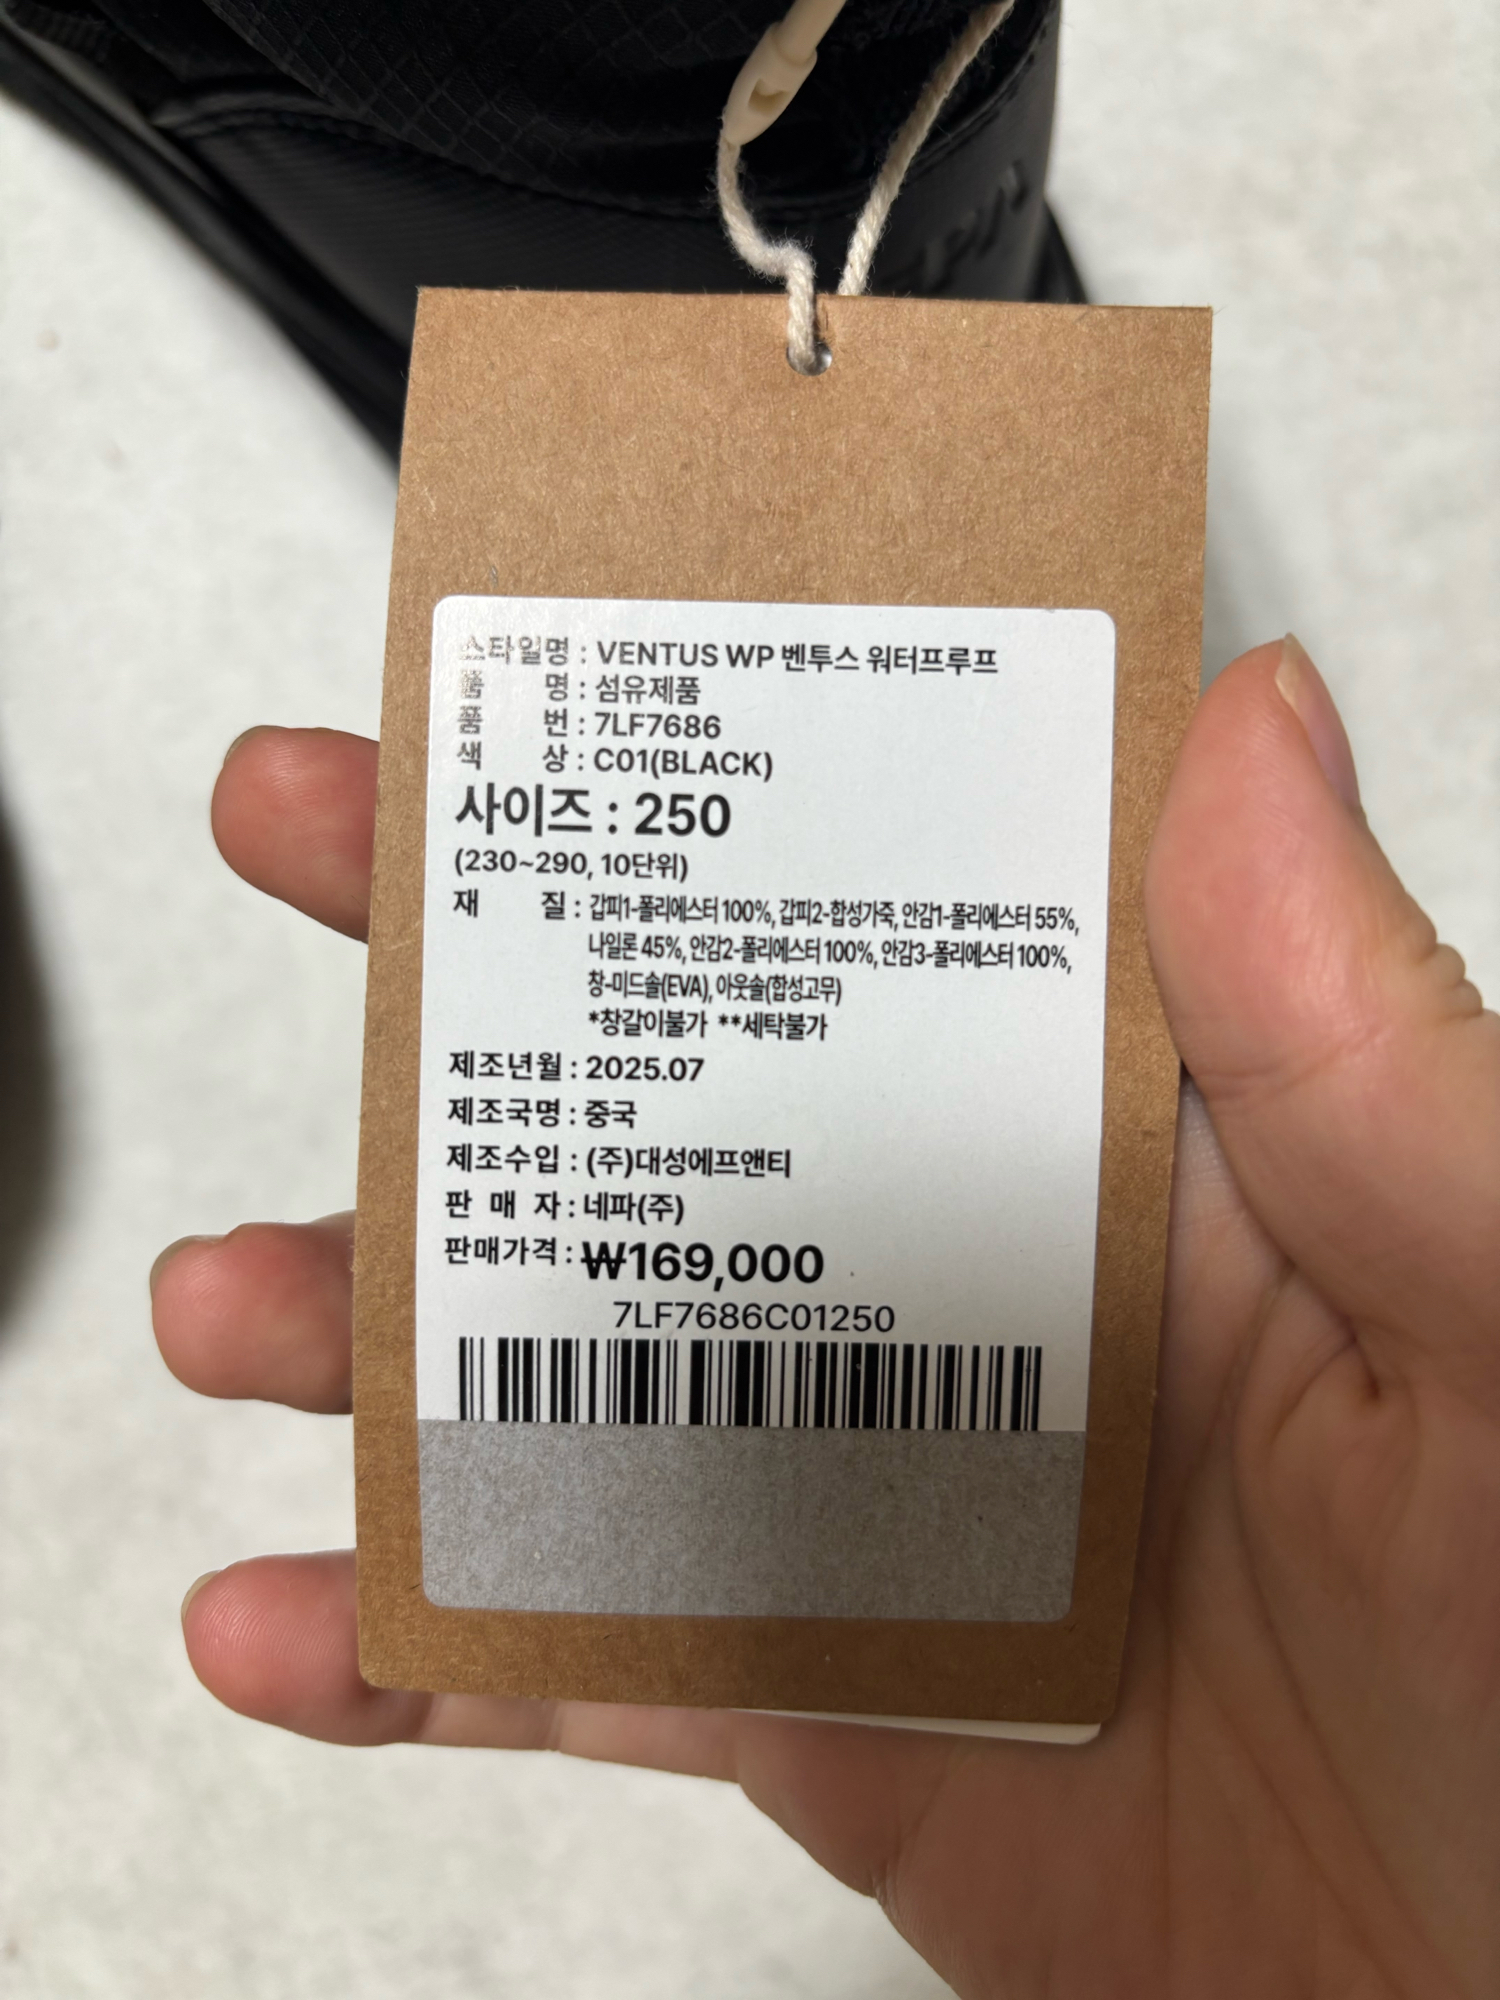 스타일명 : VENTUS WP 벤투스 워터프루프
품 명 : 섬유제품
품 번 : 7LF7686
색 상 : C01(BLACK)
사이즈 : 250
(230~290, 10단위)
재 질 : 갑피1-폴리에스터 100%, 갑피2-합성가죽, 안감1-폴리에스터 55%,
나일론 45%, 안감2-폴리에스터 100%, 안감3-폴리에스터 100%,
창-미드솔(EVA), 아웃솔(합성고무)
*창갈이불가 **세탁불가
제조년월 : 2025.07
제조국명 : 중국
제조수입 : (주)대성에프앤티
판 매 자 : 네파(주)
판매가격 : ₩169,000
7LF7686C01250